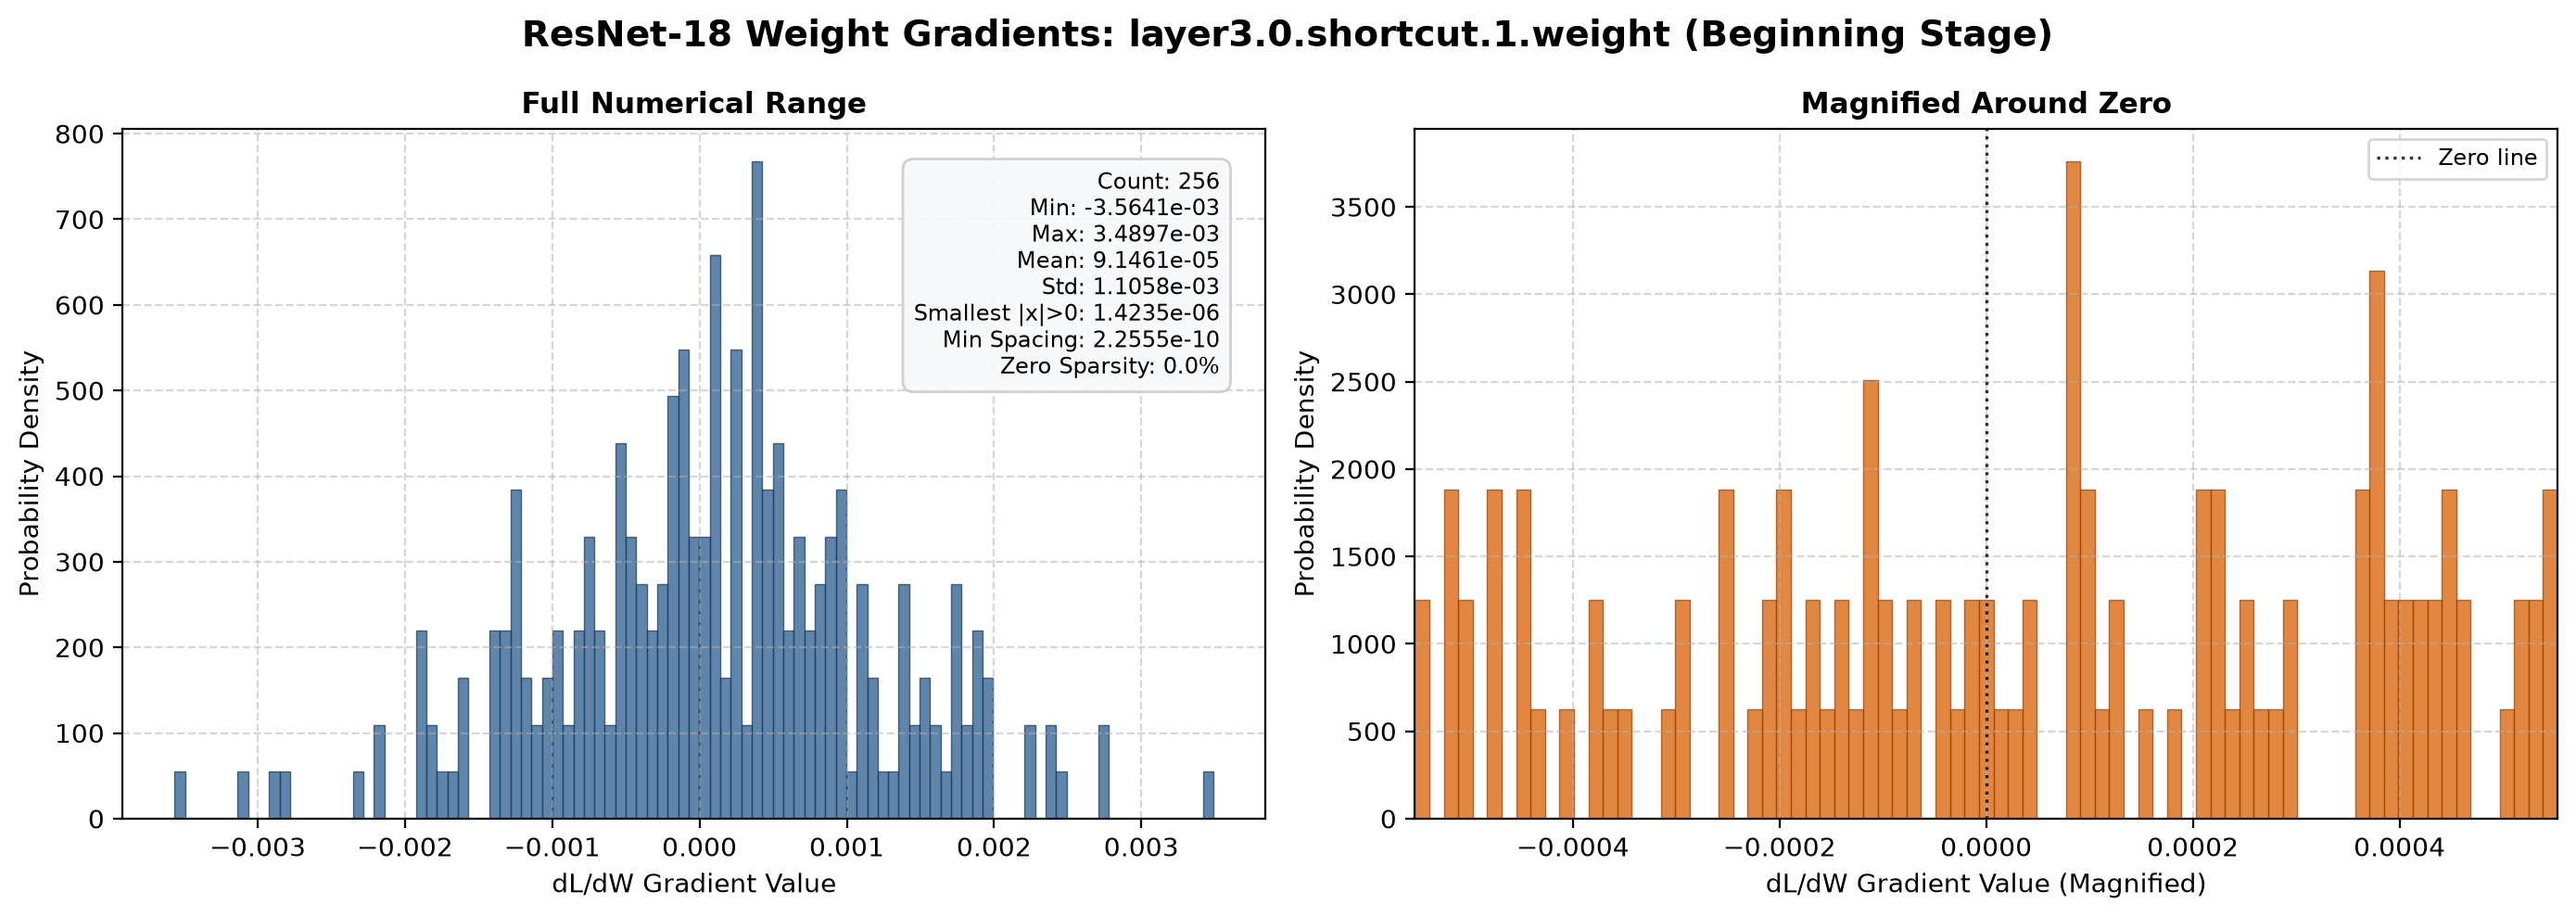 ResNet-18 Weight Gradients: layer3.0.shortcut.1.weight (Beginning Stage)
Full Numerical Range
Probability Density
800
700
600
500
400
300
200
100
0
Count: 256
Min: -3.5641e-03
Max: 3.4897e-03
Mean: 9.1461e-05
Std: 1.1058e-03
Smallest |x|>0: 1.4235e-06
Min Spacing: 2.2555e-10
Zero Sparsity: 0.0%
−0.003 −0.002 −0.001 0.000 0.001 0.002 0.003
dL/dW Gradient Value
Magnified Around Zero
Probability Density
3500
3000
2500
2000
1500
1000
500
0
Zero line
−0.0004 −0.0002 0.0000 0.0002 0.0004
dL/dW Gradient Value (Magnified)